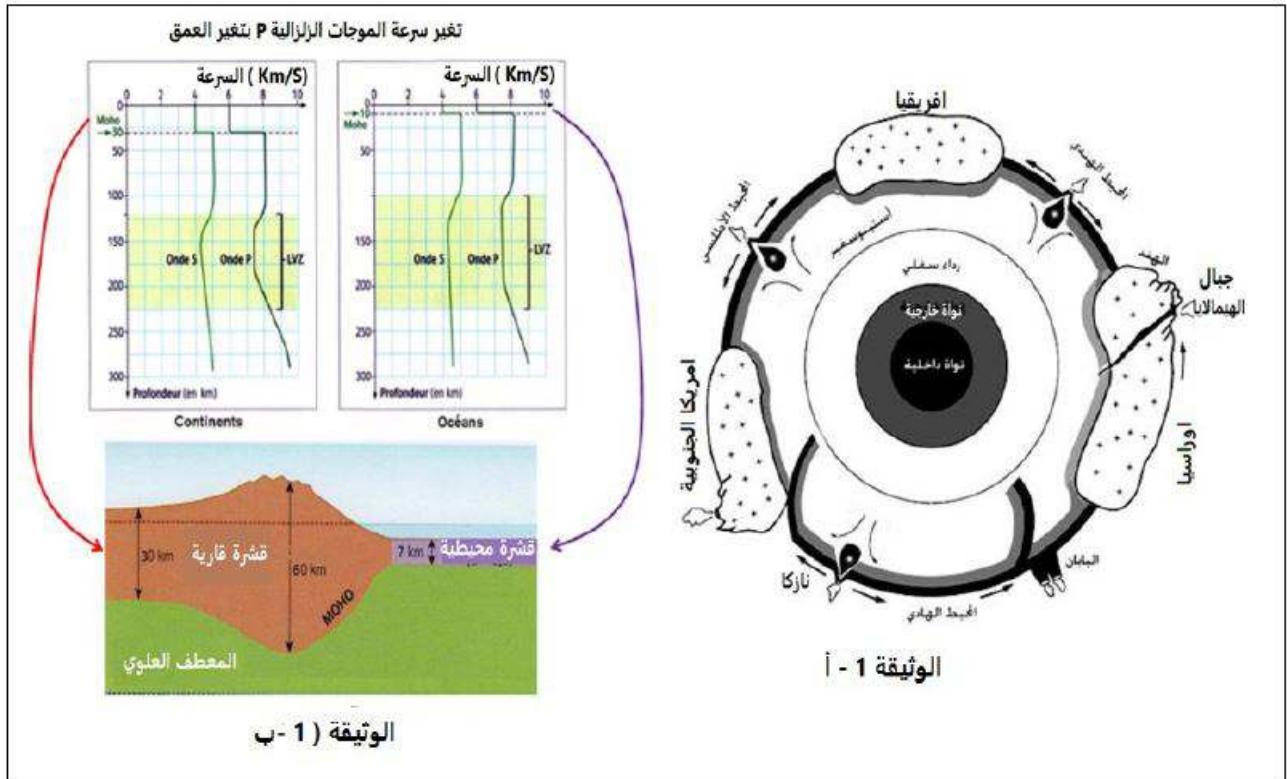 تغير سرعة الموجات الزلزالية P بتغير العمق
السرعة ( Km/S)
0 2 4 6 8 10
Moho
30
50
100
150
200
250
300
Onde S
Onde P
LVZ
Profondeur (en km)
Continents
السرعة ( Km/S)
0 2 4 6 8 10
Moho
10
50
100
150
200
250
300
Onde S
Onde P
LVZ
Profondeur (en km)
Océans
30 km
قشرة قارية
60 km
7 km
قشرة محيطية
MOHO
المعطف العلوي
الوثيقة ( 1 -ب
افريقيا
المحيط الهندي
المحيط الأطلسي
أستينوسفير
الهند
جبال
الهيمالايا
رداء سفلي
نواة خارجية
نواة داخلية
امريكا الجنوبية
اوراسيا
اليابان
نازكا
المحيط الهادي
الوثيقة 1 - أ